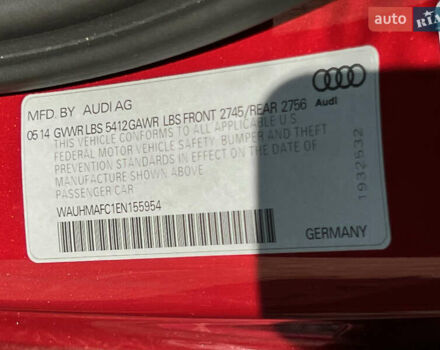 auto RIA
MFD. BY AUDI AG
Audi
05 14 GVWR LBS 5412 GAWR LBS FRONT 2745/REAR 2756
THIS VEHICLE CONFORMS TO ALL APPLICABLE U.S.
FEDERAL MOTOR VEHICLE SAFETY, BUMPER AND THEFT
PREVENTION STANDARDS IN EFFECT ON THE DATE OF
MANUFACTURE SHOWN ABOVE.
PASSENGER CAR
WAUHMAFC1EN155954
1932532
GERMANY